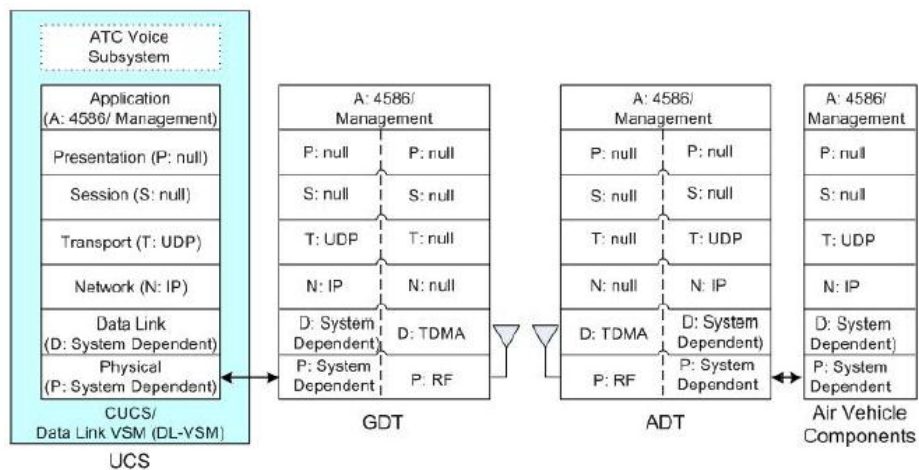 ATC Voice
Subsystem
Application
(A: 4586/ Management)
Presentation (P: null)
Session (S: null)
Transport (T: UDP)
Network (N: IP)
Data Link
(D: System Dependent)
Physical
(P: System Dependent)
CUCS/
Data Link VSM (DL-VSM)
UCS
A: 4586/
Management
P: null
P: null
S: null
S: null
T: UDP
T: null
N: IP
N: null
D: System
Dependent)
D: TDMA
P: System
Dependent
P: RF
GDT
A: 4586/
Management
P: null
P: null
S: null
S: null
T: null
T: UDP
N: null
N: IP
D: TDMA
D: System
Dependent)
P: RF
P: System
Dependent
ADT
A: 4586/
Management
P: null
S: null
T: UDP
N: IP
D: System
Dependent)
P: System
Dependent
Air Vehicle
Components